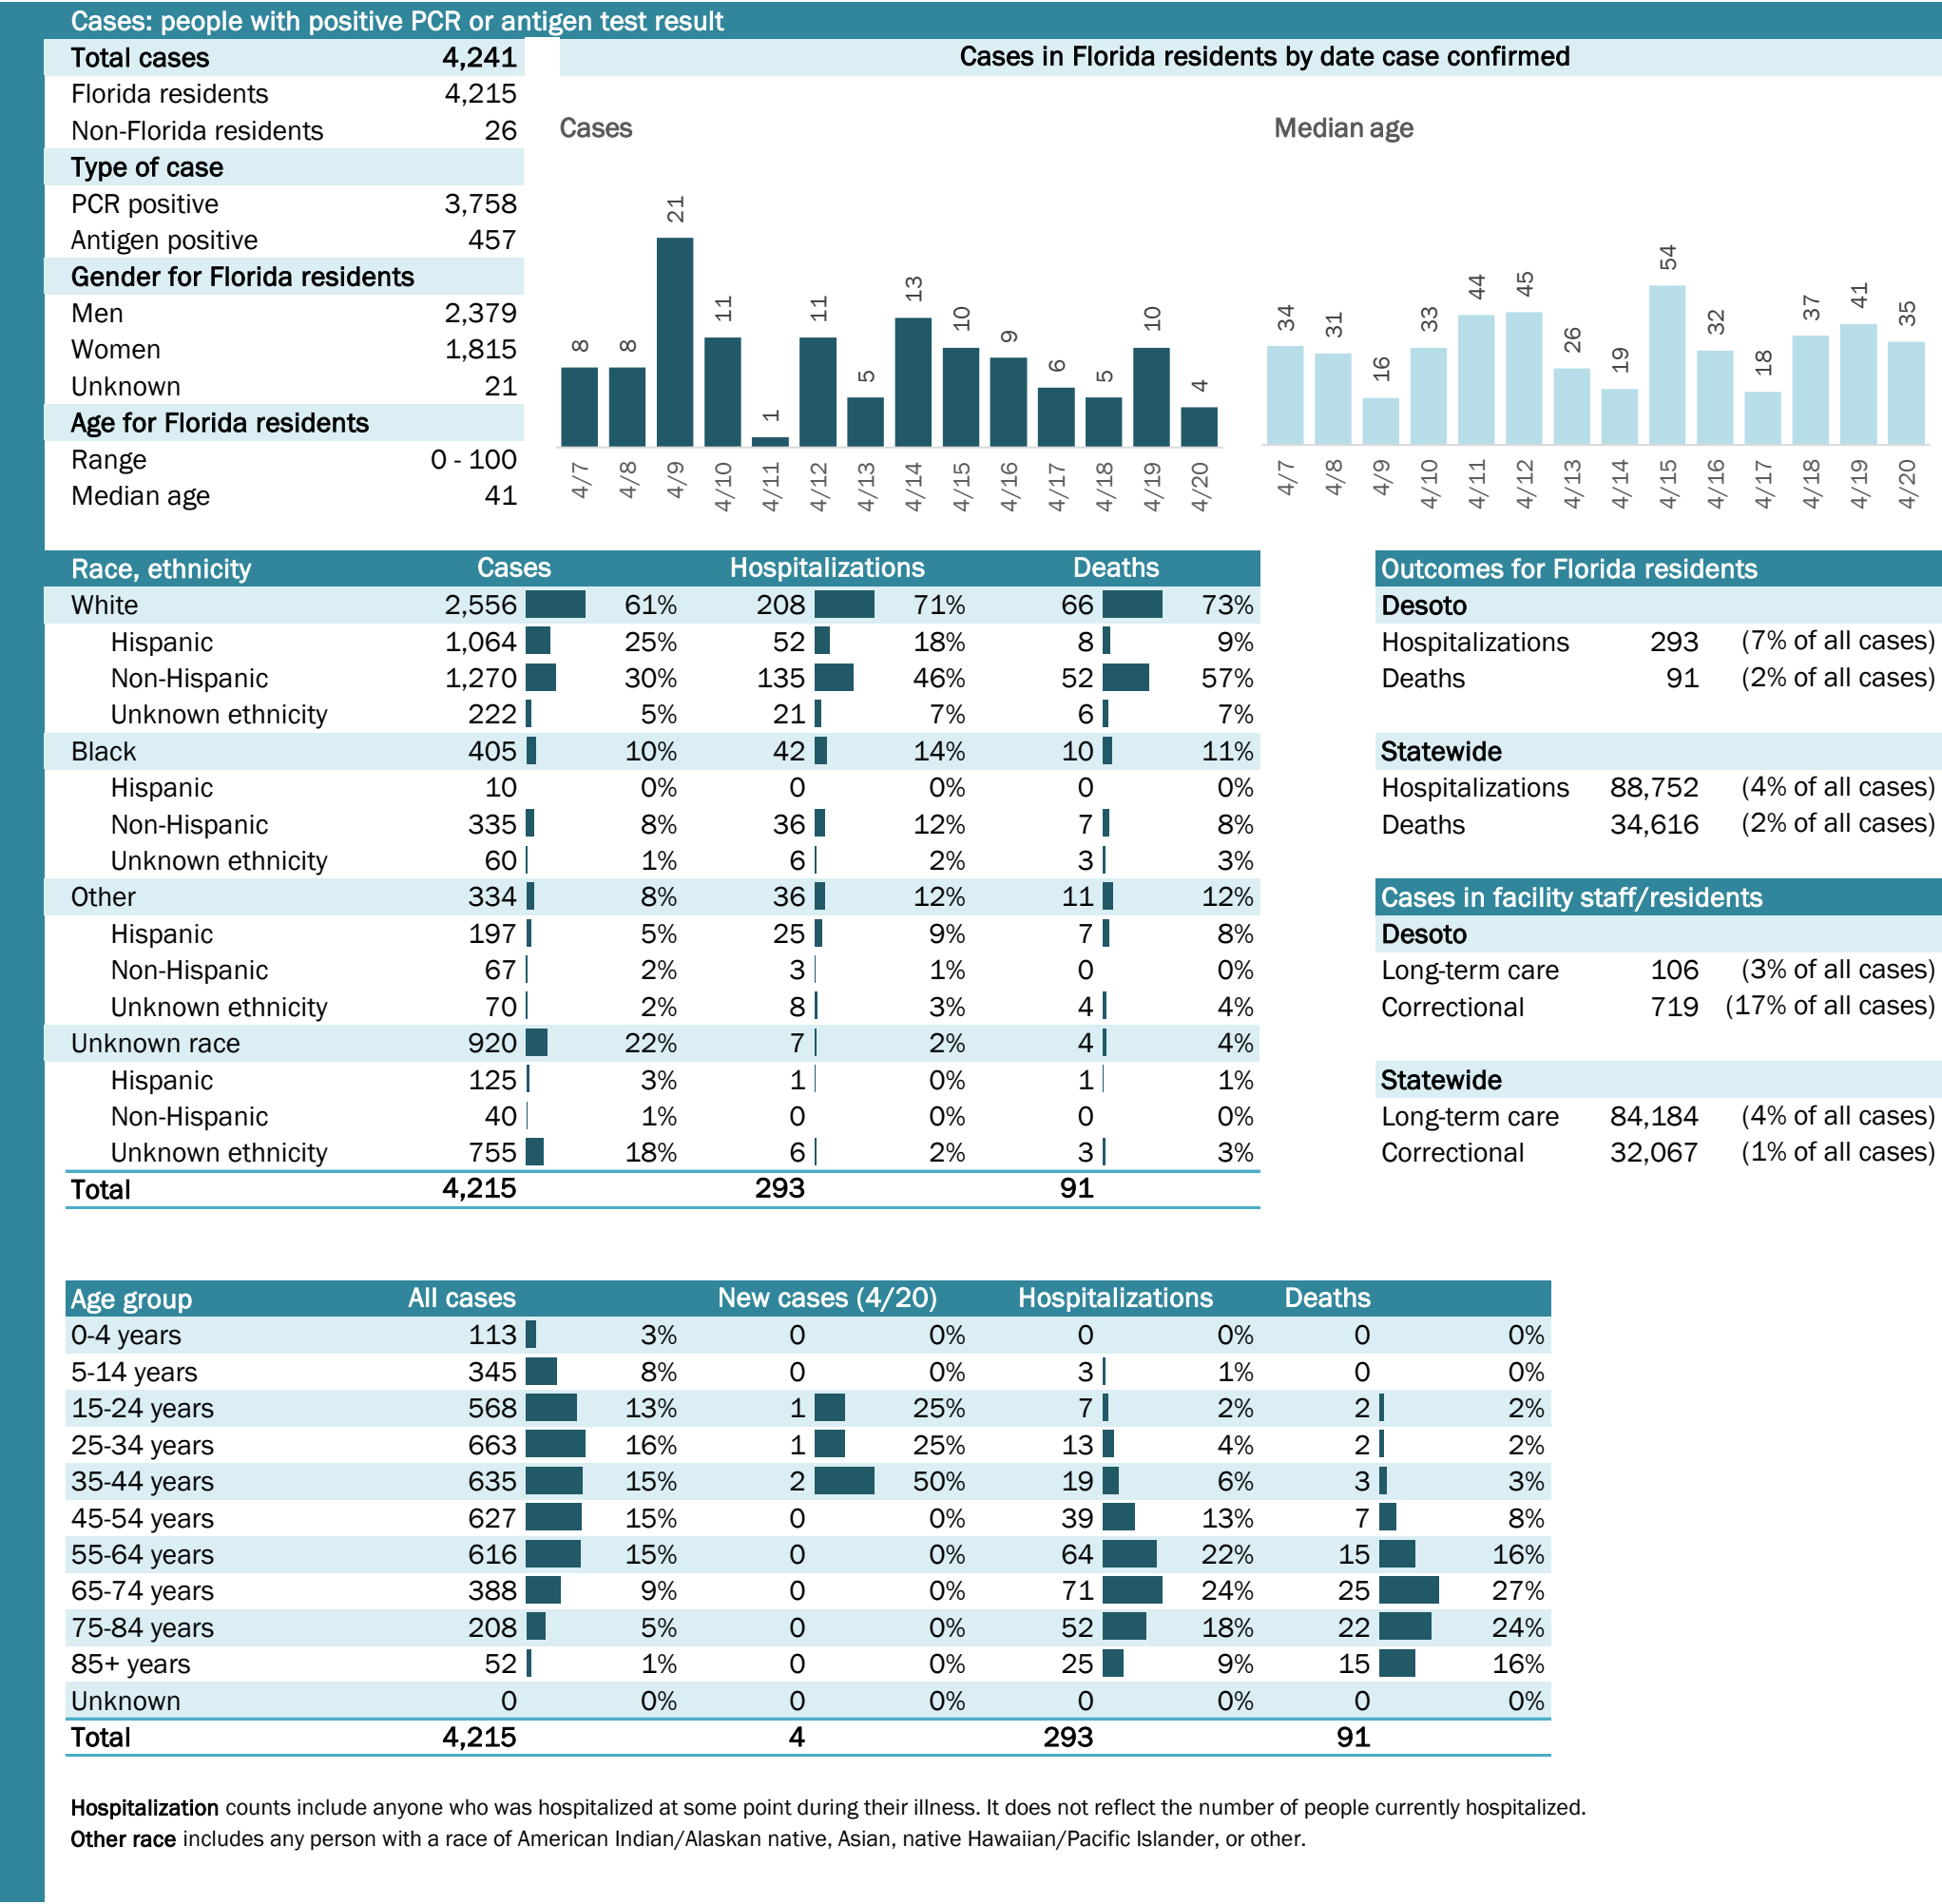 Cases: people with positive PCR or antigen test result
Total cases 4,241
Florida residents 4,215
Non-Florida residents 26
Type of case
PCR positive 3,758
Antigen positive 457
Gender for Florida residents
Men 2,379
Women 1,815
Unknown 21
Age for Florida residents
Range 0 - 100
Median age 41
Cases in Florida residents by date case confirmed
Cases
8 8 21 11 1 11 5 13 10 9 6 5 10 4
4/7 4/8 4/9 4/10 4/11 4/12 4/13 4/14 4/15 4/16 4/17 4/18 4/19 4/20
Median age
34 31 16 33 44 45 26 19 54 32 18 37 41 35
4/7 4/8 4/9 4/10 4/11 4/12 4/13 4/14 4/15 4/16 4/17 4/18 4/19 4/20
Race, ethnicity Cases Hospitalizations Deaths
White 2,556 61% 208 71% 66 73%
Hispanic 1,064 25% 52 18% 8 9%
Non-Hispanic 1,270 30% 135 46% 52 57%
Unknown ethnicity 222 5% 21 7% 6 7%
Black 405 10% 42 14% 10 11%
Hispanic 10 0% 0 0% 0 0%
Non-Hispanic 335 8% 36 12% 7 8%
Unknown ethnicity 60 1% 6 2% 3 3%
Other 334 8% 36 12% 11 12%
Hispanic 197 5% 25 9% 7 8%
Non-Hispanic 67 2% 3 1% 0 0%
Unknown ethnicity 70 2% 8 3% 4 4%
Unknown race 920 22% 7 2% 4 4%
Hispanic 125 3% 1 0% 1 1%
Non-Hispanic 40 1% 0 0% 0 0%
Unknown ethnicity 755 18% 6 2% 3 3%
Total 4,215 293 91
Outcomes for Florida residents
Desoto
Hospitalizations 293 (7% of all cases)
Deaths 91 (2% of all cases)
Statewide
Hospitalizations 88,752 (4% of all cases)
Deaths 34,616 (2% of all cases)
Cases in facility staff/residents
Desoto
Long-term care 106 (3% of all cases)
Correctional 719 (17% of all cases)
Statewide
Long-term care 84,184 (4% of all cases)
Correctional 32,067 (1% of all cases)
Age group All cases New cases (4/20) Hospitalizations Deaths
0-4 years 113 3% 0 0% 0 0% 0 0%
5-14 years 345 8% 0 0% 3 1% 0 0%
15-24 years 568 13% 1 25% 7 2% 2 2%
25-34 years 663 16% 1 25% 13 4% 2 2%
35-44 years 635 15% 2 50% 19 6% 3 3%
45-54 years 627 15% 0 0% 39 13% 7 8%
55-64 years 616 15% 0 0% 64 22% 15 16%
65-74 years 388 9% 0 0% 71 24% 25 27%
75-84 years 208 5% 0 0% 52 18% 22 24%
85+ years 52 1% 0 0% 25 9% 15 16%
Unknown 0 0% 0 0% 0 0% 0 0%
Total 4,215 4 293 91
Hospitalization counts include anyone who was hospitalized at some point during their illness. It does not reflect the number of people currently hospitalized.
Other race includes any person with a race of American Indian/Alaskan native, Asian, native Hawaiian/Pacific Islander, or other.